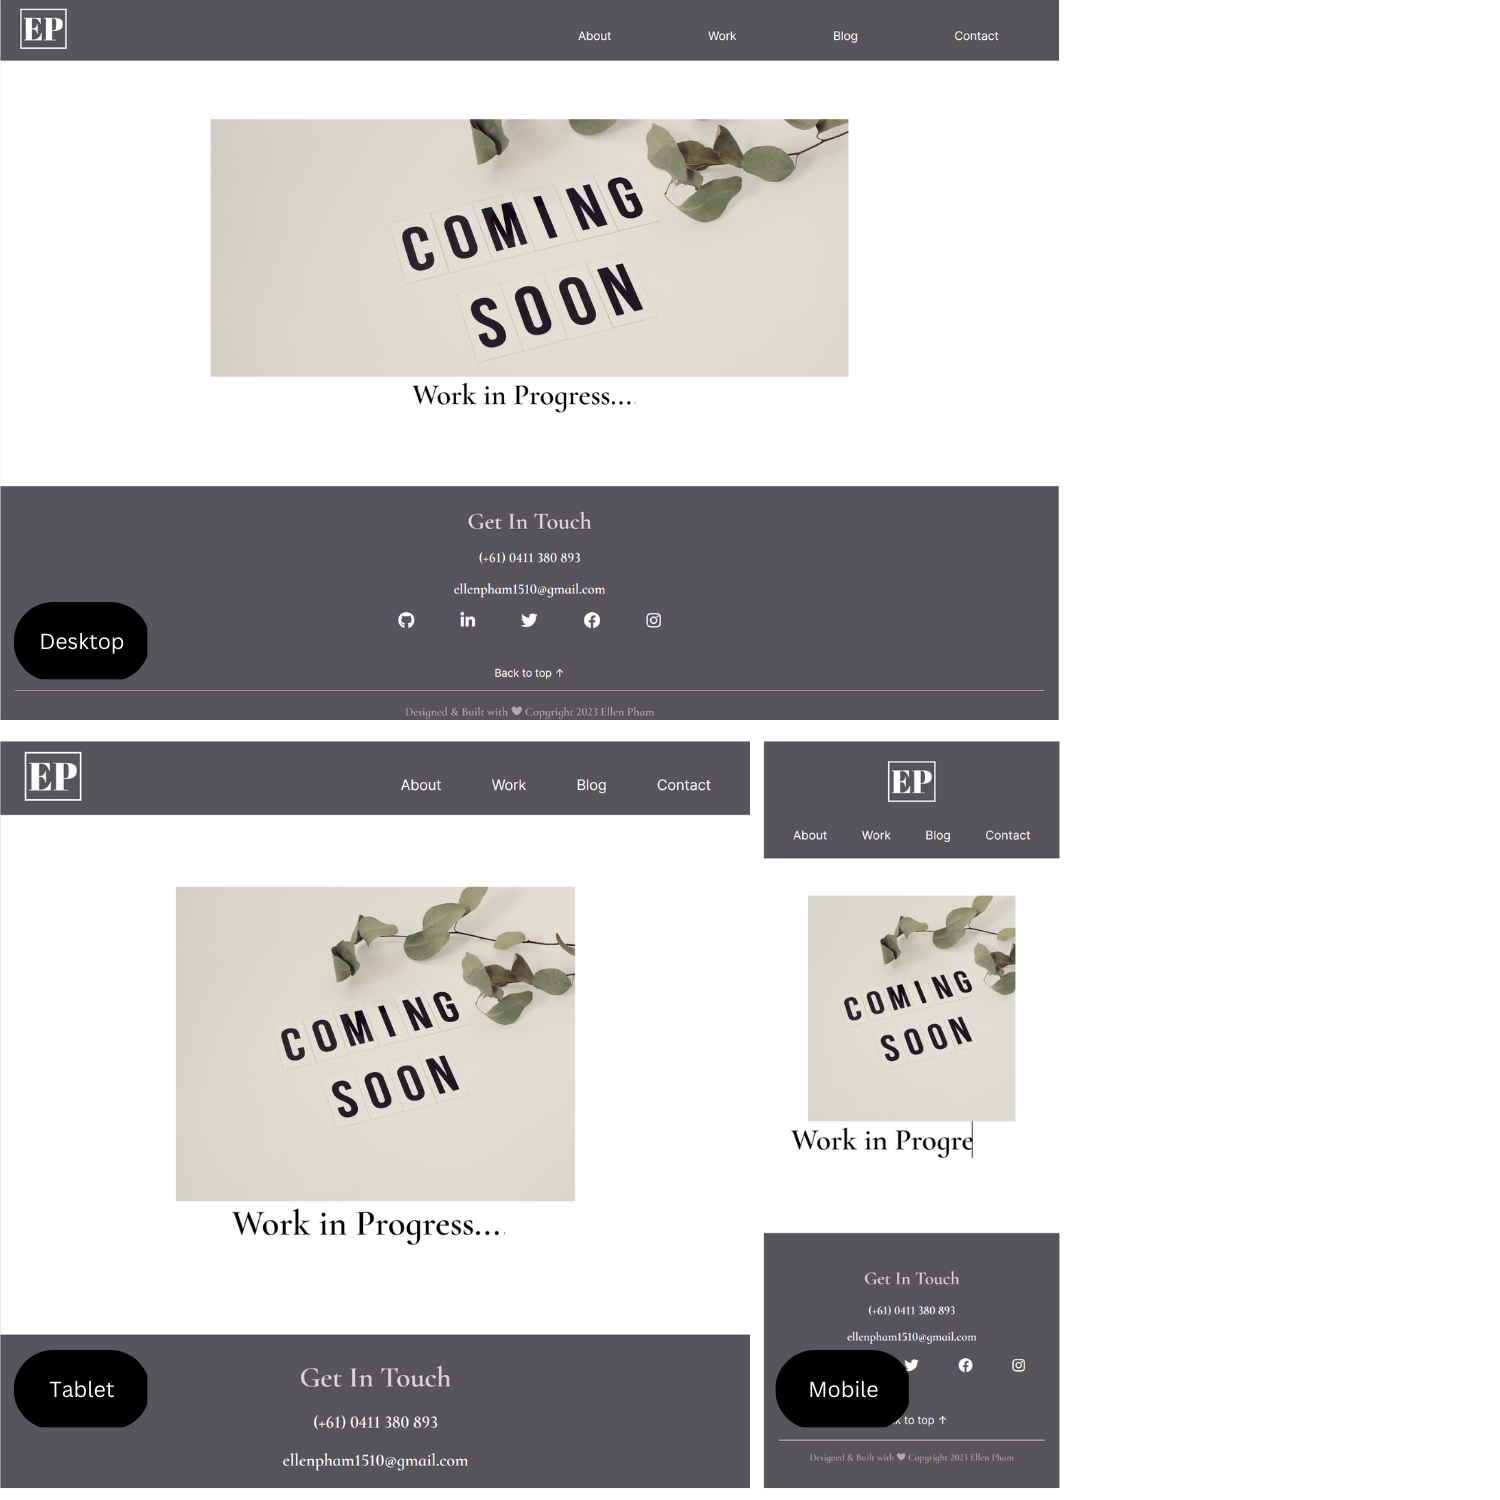 EP
About Work Blog Contact
COMING
SOON
Work in Progress....
Get In Touch
(+61) 0411 380 893
ellenpham1510@gmail.com
Desktop
Back to top ↑
Designed & Built with ♥ Copyright 2023 Ellen Pham
EP
About Work Blog Contact
COMING
SOON
Work in Progress....
Get In Touch
(+61) 0411 380 893
ellenpham1510@gmail.com
Tablet
EP
About Work Blog Contact
COMING
SOON
Work in Progre
Get In Touch
(+61) 0411 380 893
ellenpham1510@gmail.com
Mobile
k to top ↑
Designed & Built with ♥ Copyright 2023 Ellen Pham